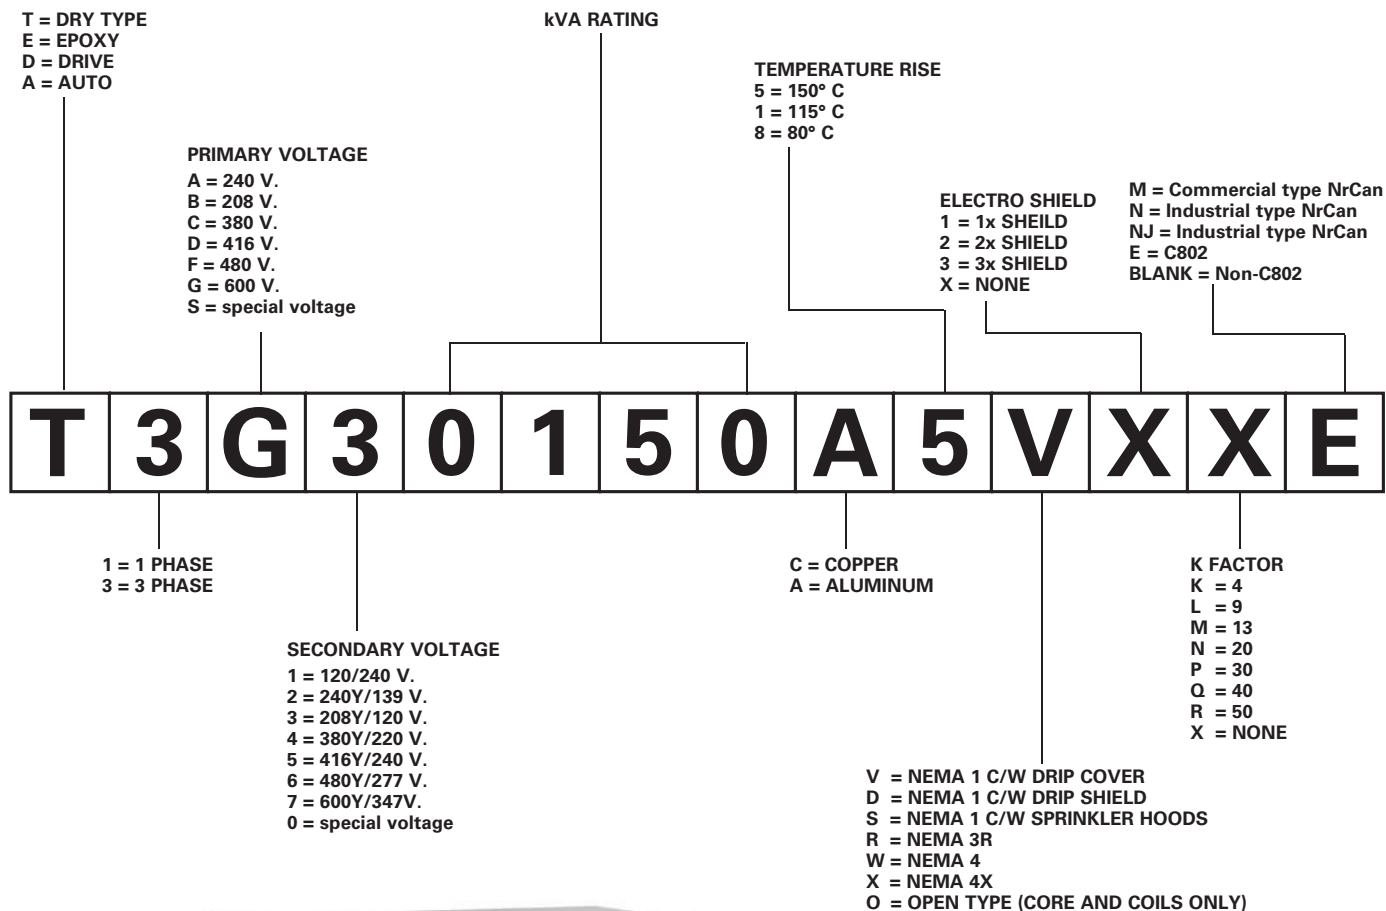 T = DRY TYPE
E = EPOXY
D = DRIVE
A = AUTO
kVA RATING
TEMPERATURE RISE
5 = 150° C
1 = 115° C
8 = 80° C
PRIMARY VOLTAGE
A = 240 V.
B = 208 V.
C = 380 V.
D = 416 V.
F = 480 V.
G = 600 V.
S = special voltage
ELECTRO SHIELD
1 = 1x SHEILD
2 = 2x SHIELD
3 = 3x SHIELD
X = NONE
M = Commercial type NrCan
N = Industrial type NrCan
NJ = Industrial type NrCan
E = C802
BLANK = Non-C802
T 3 G 3 0 1 5 0 A 5 V X X E
1 = 1 PHASE
3 = 3 PHASE
SECONDARY VOLTAGE
1 = 120/240 V.
2 = 240Y/139 V.
3 = 208Y/120 V.
4 = 380Y/220 V.
5 = 416Y/240 V.
6 = 480Y/277 V.
7 = 600Y/347V.
0 = special voltage
C = COPPER
A = ALUMINUM
V = NEMA 1 C/W DRIP COVER
D = NEMA 1 C/W DRIP SHIELD
S = NEMA 1 C/W SPRINKLER HOODS
R = NEMA 3R
W = NEMA 4
X = NEMA 4X
O = OPEN TYPE (CORE AND COILS ONLY)
K FACTOR
K = 4
L = 9
M = 13
N = 20
P = 30
Q = 40
R = 50
X = NONE